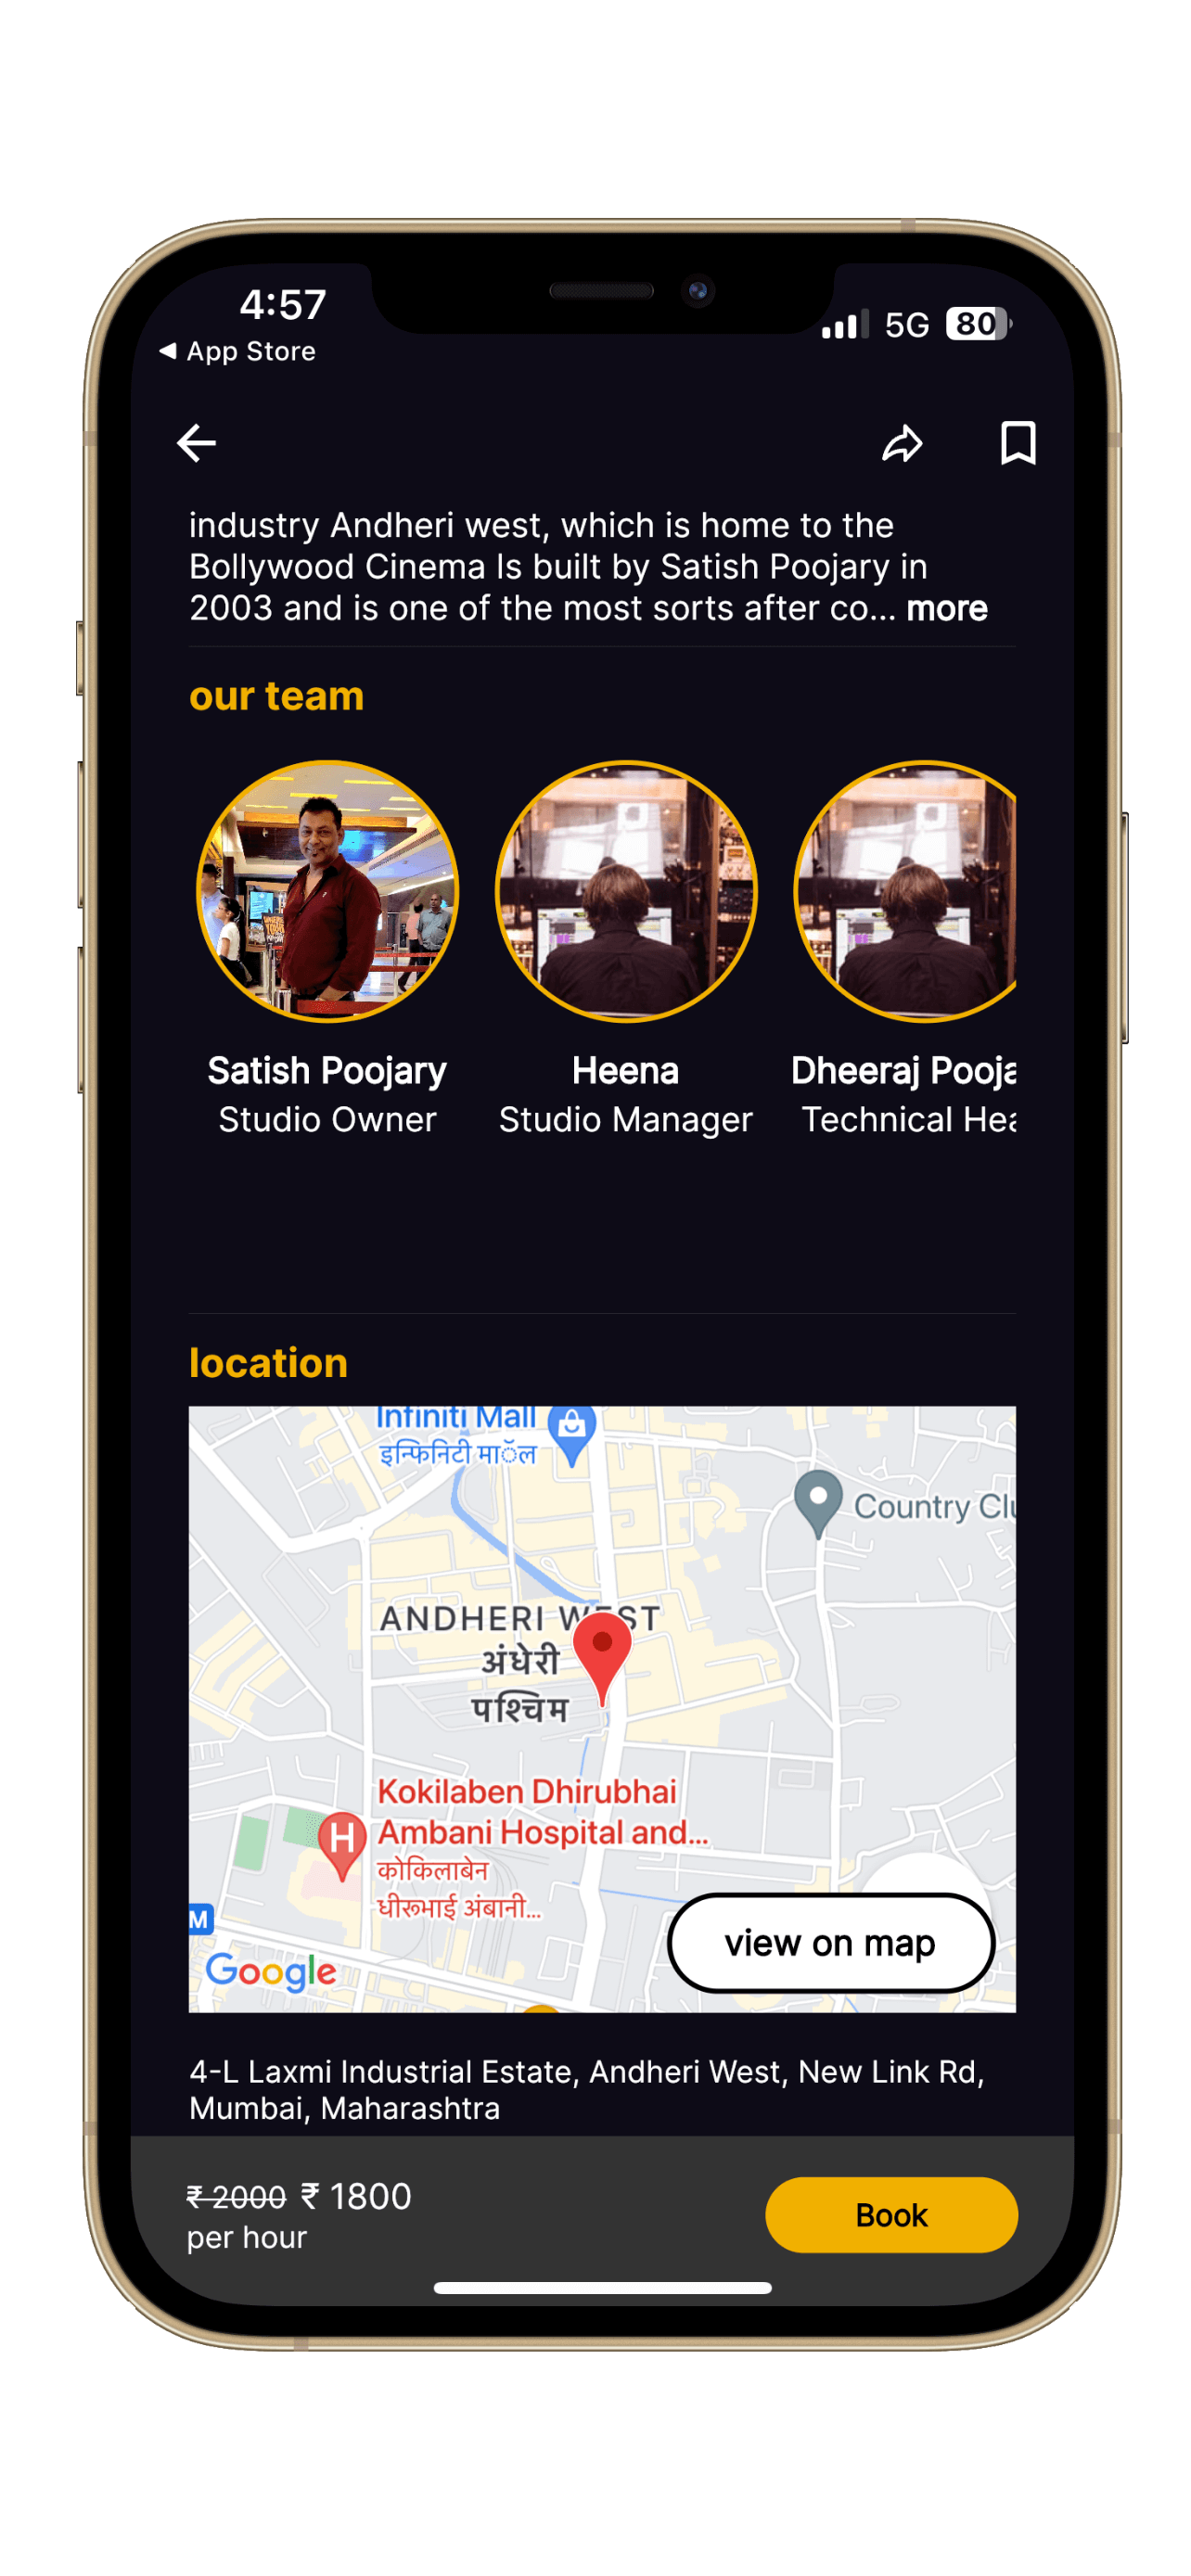 4:57
5G 80
◀ App Store
industry Andheri west, which is home to the
Bollywood Cinema Is built by Satish Poojary in
2003 and is one of the most sorts after co... more
our team
Satish Poojary
Studio Owner
Heena
Studio Manager
Dheeraj Pooja
Technical Hea
location
Infiniti Mall
इन्फिनिटी मॉल
Country Clu
ANDHERI WEST
अंधेरी
पश्चिम
Kokilaben Dhirubhai
Ambani Hospital and...
कोकिलाबेन
धीरूभाई अंबानी...
H
M
Google
view on map
4-L Laxmi Industrial Estate, Andheri West, New Link Rd,
Mumbai, Maharashtra
₹ 2000 ₹ 1800
per hour
Book